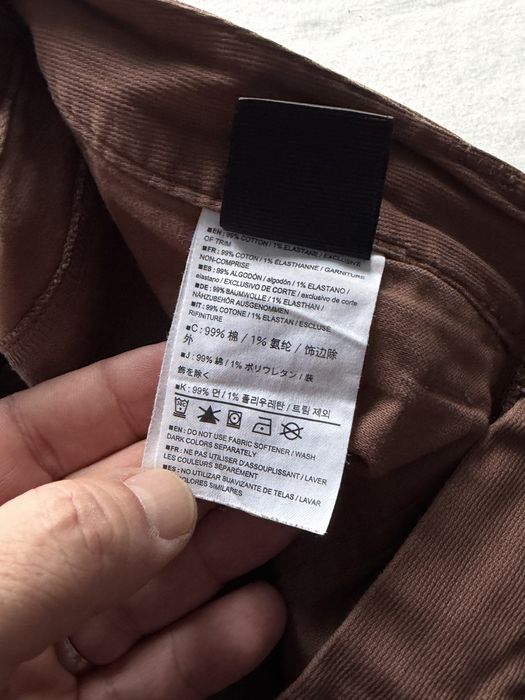 ■EN : 99% COTTON / 1% ELASTANE / EXCLUSIVE
OF TRIM
■FR : 99% COTON / 1% ÉLASTHANNE / GARNITURE
NON-COMPRISE
■ES : 99% ALGODÓN / algodón / 1% ELASTANO /
elastano / EXCLUSIVO DE CORTE / exclusivo de corte
■DE : 99% BAUMWOLLE / 1% ELASTHAN /
NÄHZUBEHÖR AUSGENOMMEN
■IT : 99% COTONE / 1% ELASTAN / ESCLUSE
RIFINITURE
■C : 99% 棉 / 1% 氨纶 / 饰边除
外
■J : 99% 綿 / 1% ポリウレタン / 装
飾を除く
■K : 99% 면 / 1% 폴리우레탄 / 트림 제외
■EN : DO NOT USE FABRIC SOFTENER / WASH
DARK COLORS SEPARATELY
■FR : NE PAS UTILISER D'ASSOUPLISSANT / LAVER
LES COULEURS SÉPARÉMENT
■ES : NO UTILIZAR SUAVIZANTE DE TELAS / LAVAR
COLORES SIMILARES